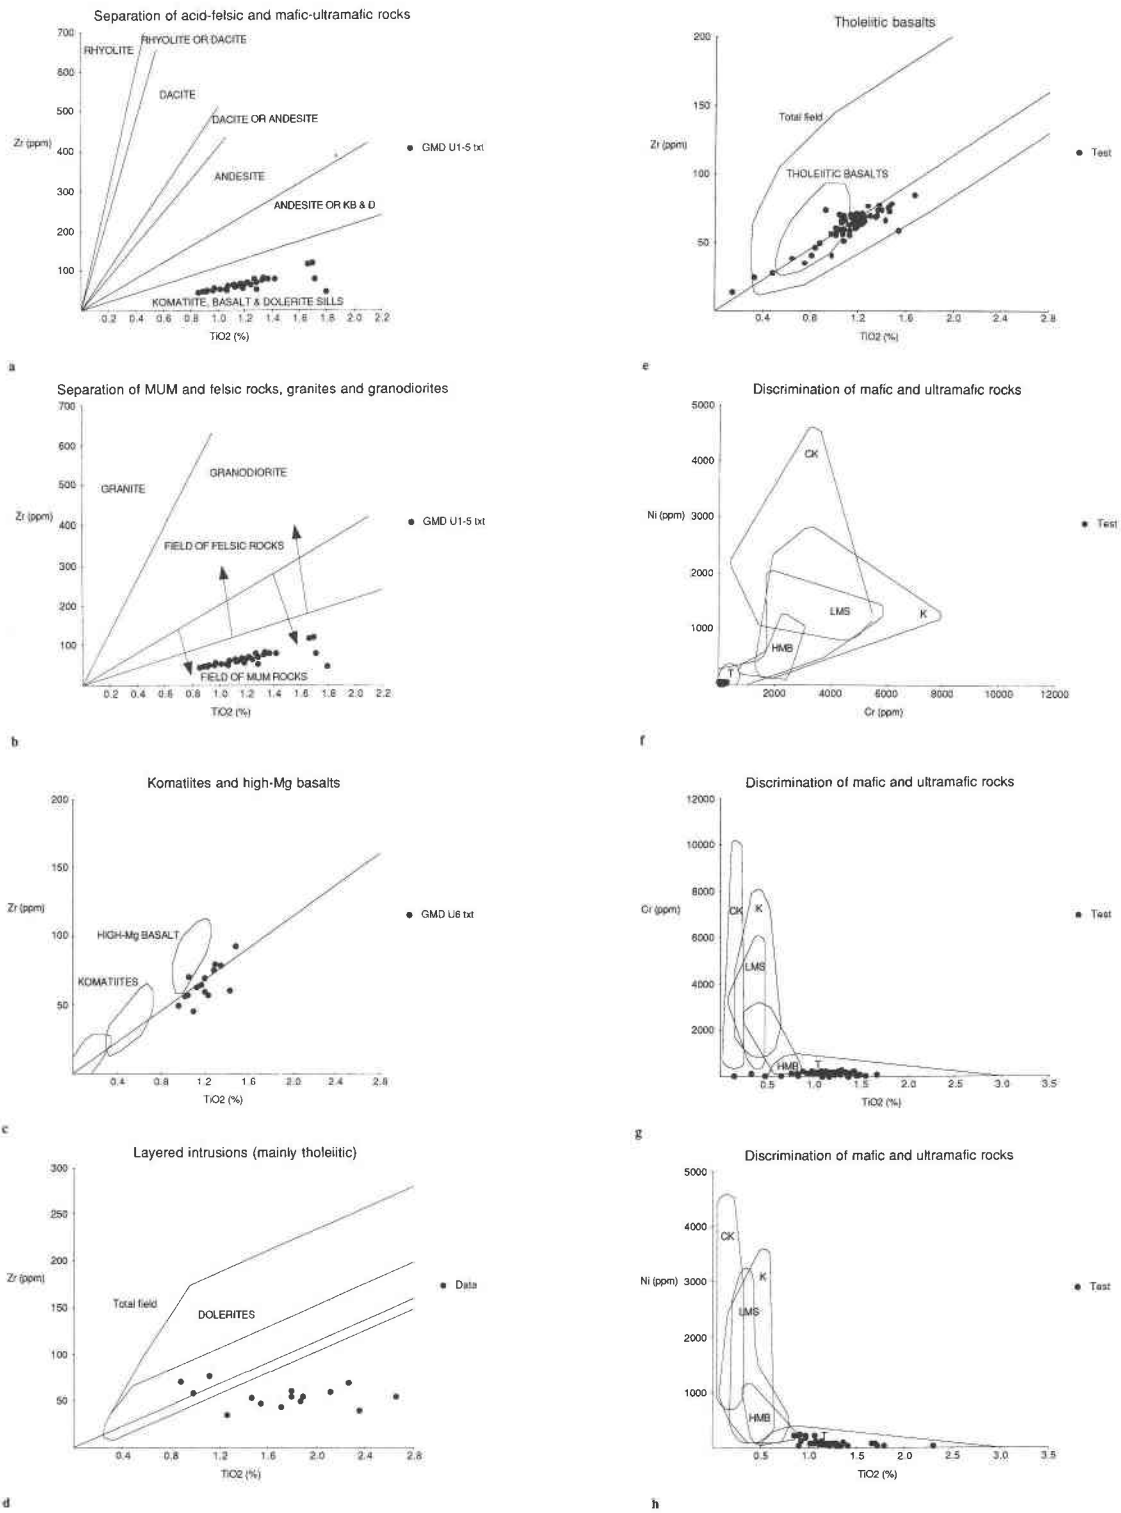 Separation of acid-felsic and mafic-ultramafic rocks
700
600
500
400
300
200
100
Zr (ppm)
RHYOLITE
RHYOLITE OR DACITE
DACITE
DACITE OR ANDESITE
ANDESITE
ANDESITE OR KB & D
KOMATIITE, BASALT & DOLERITE SILLS
GMD U1-5 txt
0.2 0.4 0.6 0.8 1.0 1.2 1.4 1.6 1.8 2.0 2.2
TiO2 (%)
a
Separation of MUM and felsic rocks, granites and granodiorites
700
600
500
400
300
200
100
Zr (ppm)
GRANITE
GRANODIORITE
FIELD OF FELSIC ROCKS
FIELD OF MUM ROCKS
GMD U1-5 txt
0.2 0.4 0.6 0.8 1.0 1.2 1.4 1.6 1.8 2.0 2.2
TiO2 (%)
b
Komatiites and high-Mg basalts
200
150
100
50
Zr (ppm)
HIGH-Mg BASALT
KOMATIITES
GMD U6 txt
0.4 0.8 1.2 1.6 2.0 2.4 2.8
TiO2 (%)
c
Layered intrusions (mainly tholeiitic)
300
250
200
150
100
50
Zr (ppm)
Total field
DOLERITES
Data
0.4 0.8 1.2 1.6 2.0 2.4 2.8
TiO2 (%)
d
Tholeiitic basalts
200
150
100
50
Zr (ppm)
Total field
THOLEIITIC BASALTS
Test
0.4 0.8 1.2 1.6 2.0 2.4 2.8
TiO2 (%)
e
Discrimination of mafic and ultramafic rocks
5000
4000
3000
2000
1000
Ni (ppm)
CK
LMS
K
HMB
T
Test
2000 4000 6000 8000 10000 12000
Cr (ppm)
f
Discrimination of mafic and ultramafic rocks
12000
10000
8000
6000
4000
2000
Cr (ppm)
CK
K
LMS
HMB
T
Test
0.5 1.0 1.5 2.0 2.5 3.0 3.5
TiO2 (%)
g
Discrimination of mafic and ultramafic rocks
5000
4000
3000
2000
1000
Ni (ppm)
CK
K
LMS
HMB
T
Test
0.5 1.0 1.5 2.0 2.5 3.0 3.5
TiO2 (%)
h